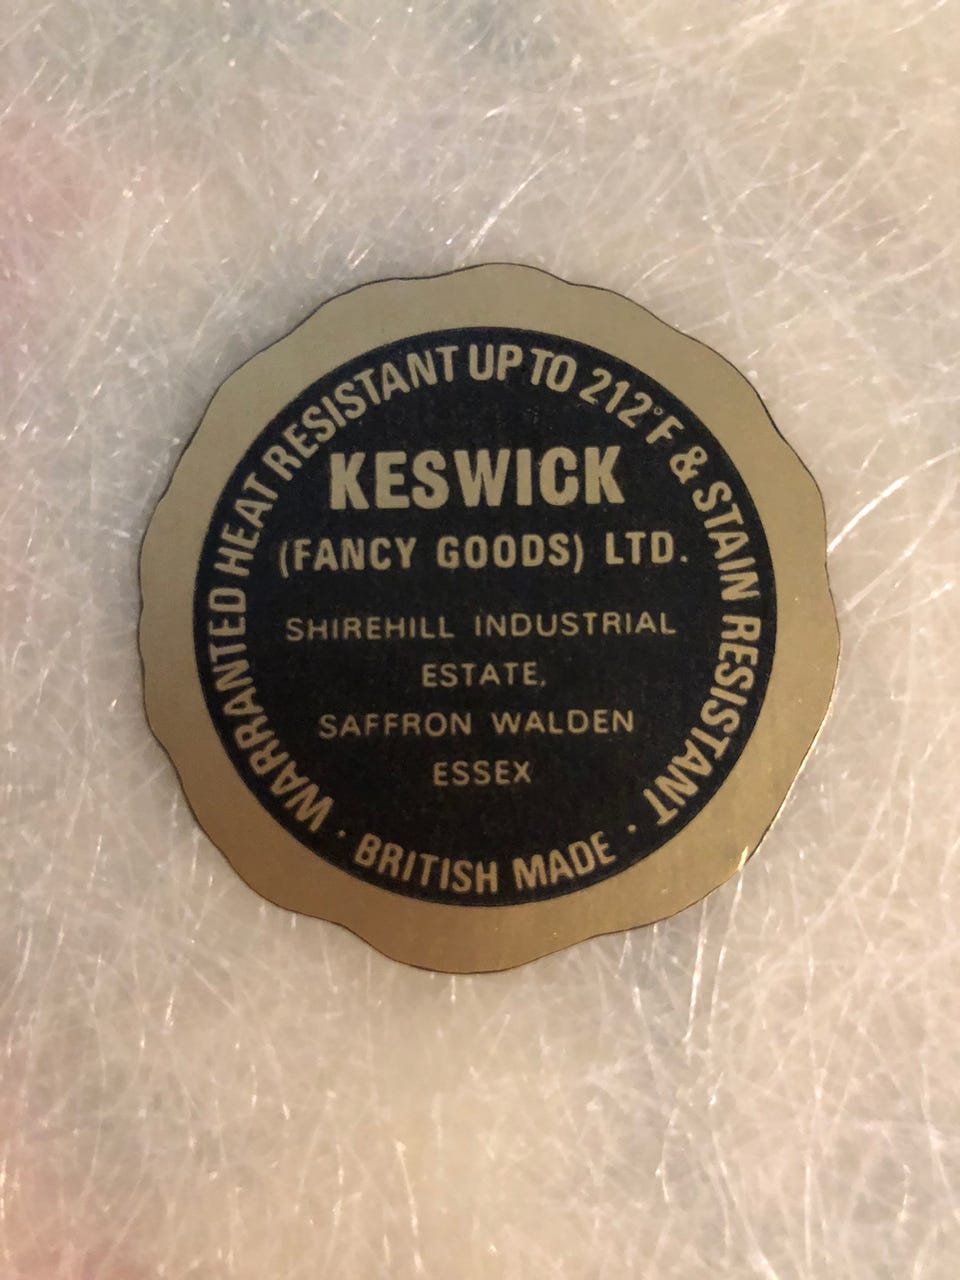 WARRANTED HEAT RESISTANT UP TO 212°F & STAIN RESISTANT
KESWICK
(FANCY GOODS) LTD.
SHIREHILL INDUSTRIAL
ESTATE,
SAFFRON WALDEN
ESSEX
· BRITISH MADE ·